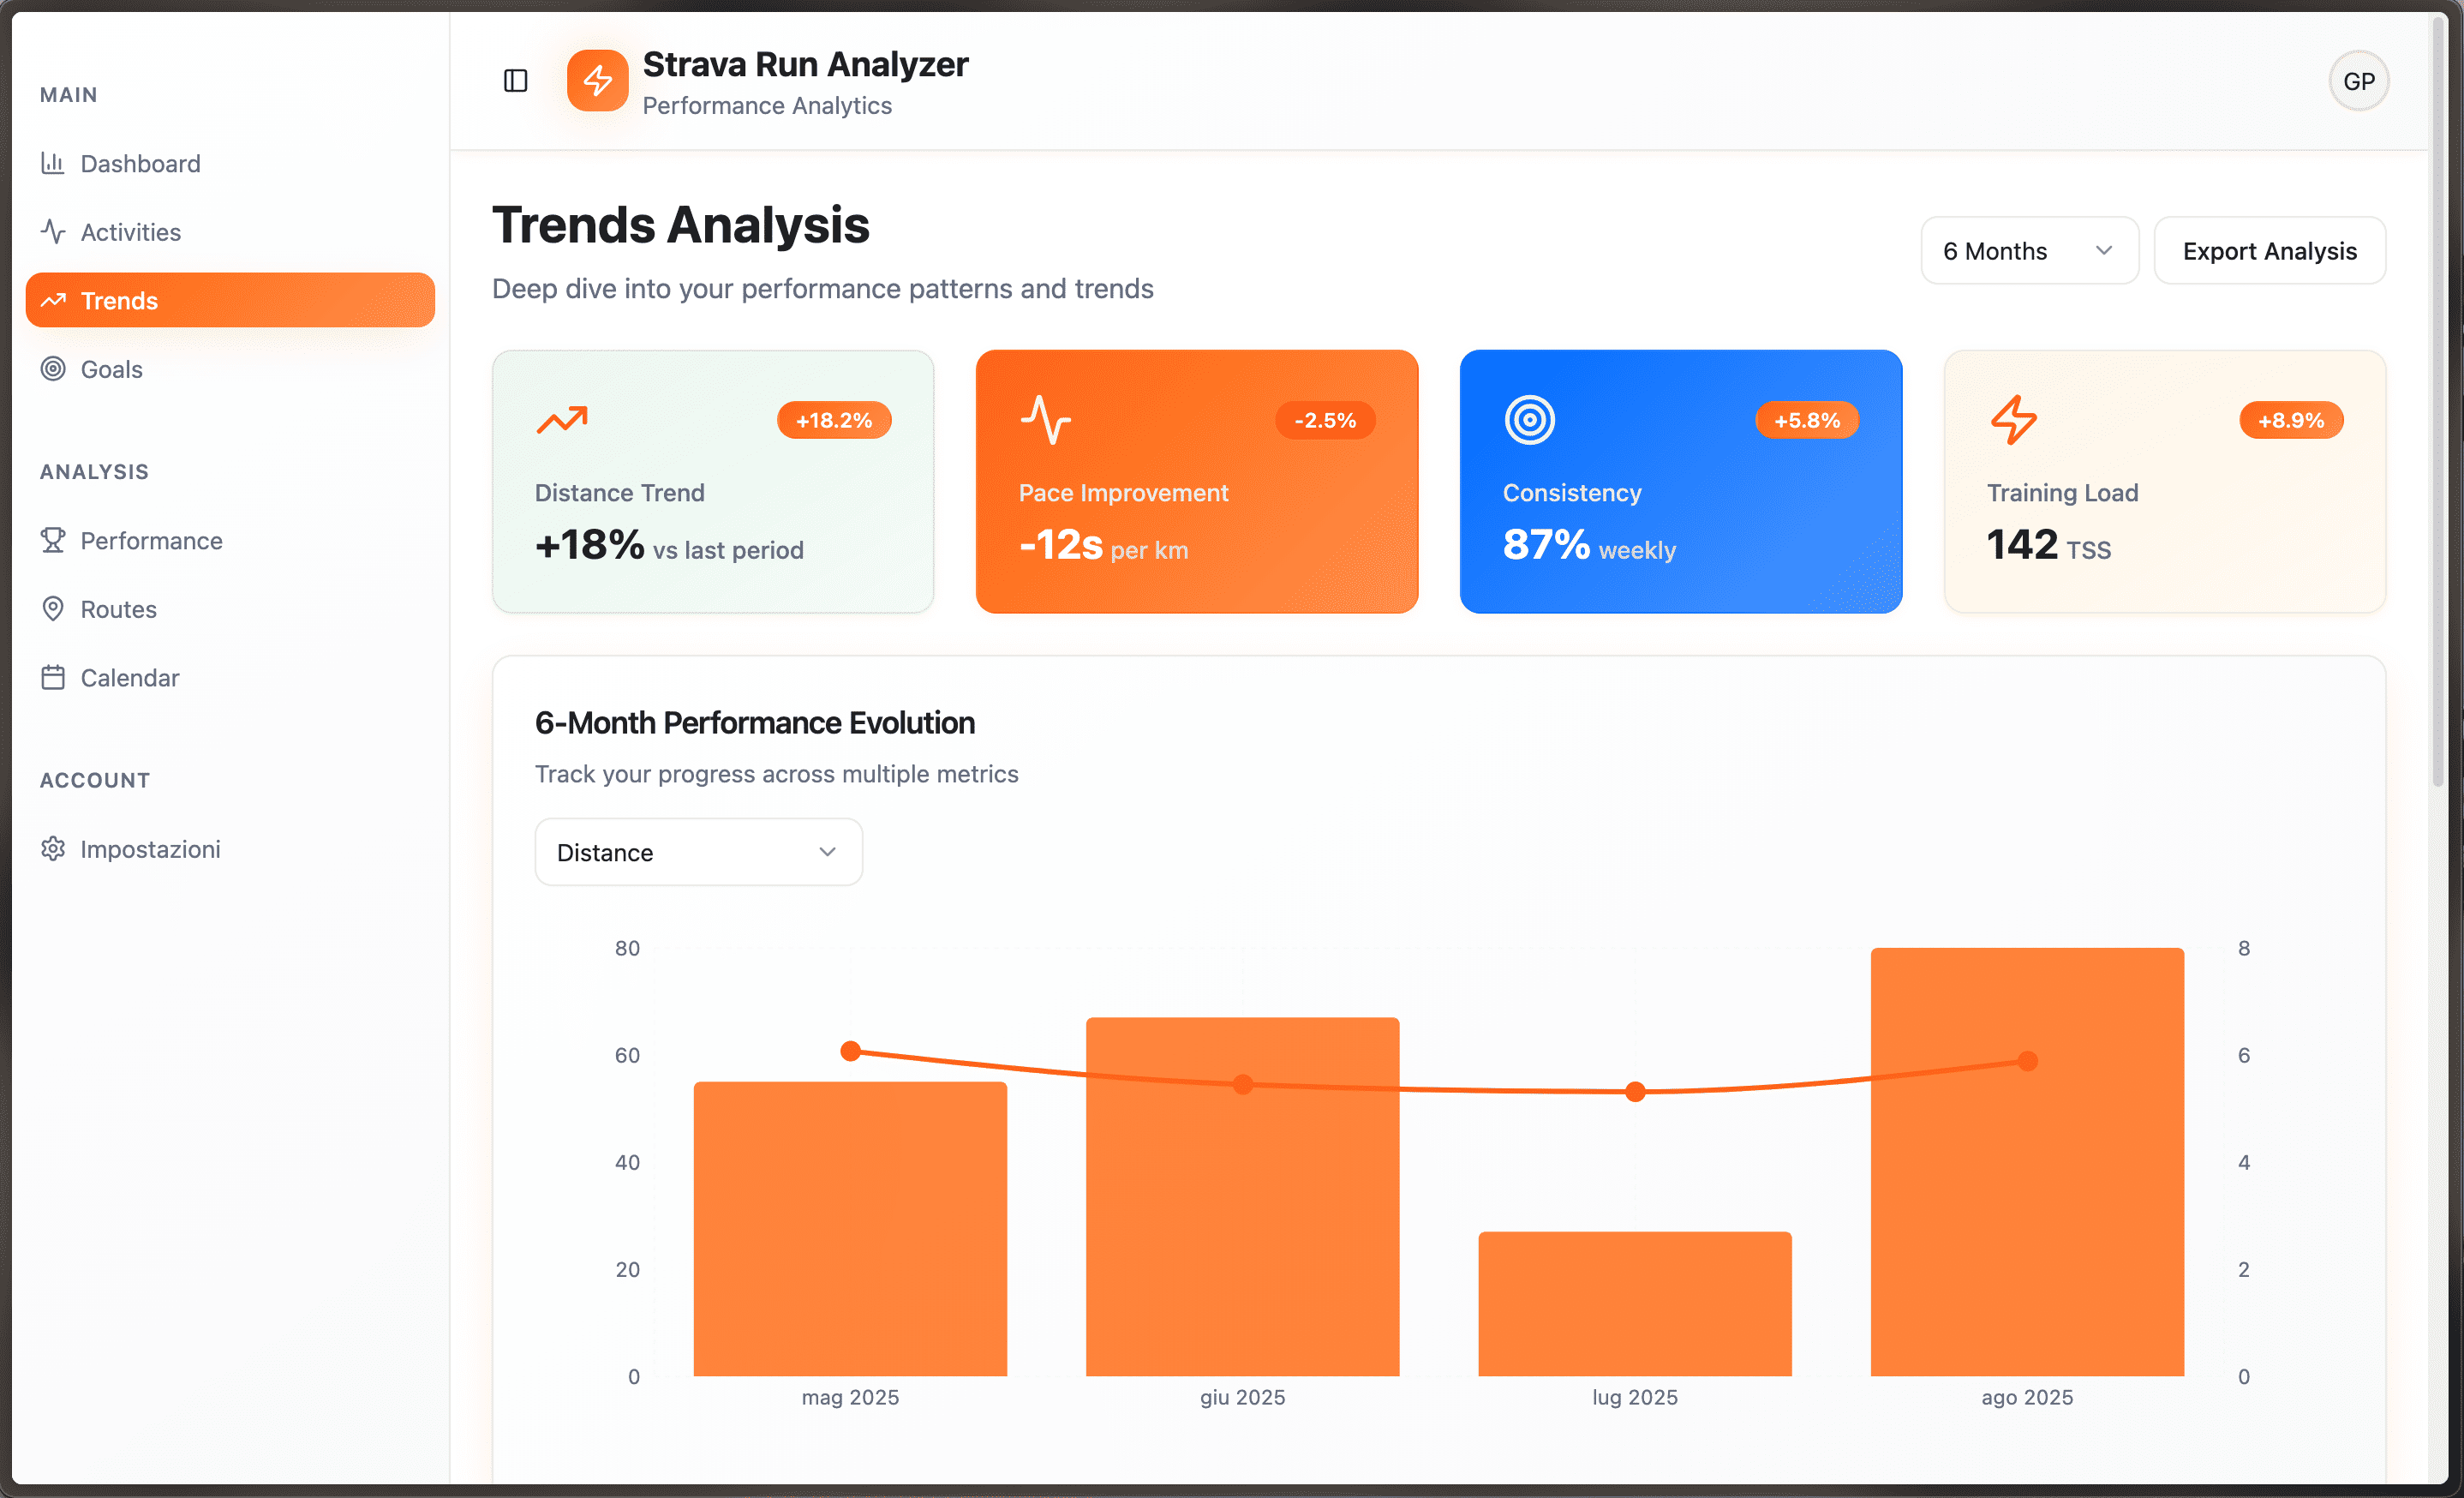 MAIN
Dashboard
Activities
Trends
Goals
ANALYSIS
Performance
Routes
Calendar
ACCOUNT
Impostazioni
Strava Run Analyzer
Performance Analytics
GP
Trends Analysis
Deep dive into your performance patterns and trends
6 Months
Export Analysis
+18.2%
Distance Trend
+18% vs last period
-2.5%
Pace Improvement
-12s per km
+5.8%
Consistency
87% weekly
+8.9%
Training Load
142 TSS
6-Month Performance Evolution
Track your progress across multiple metrics
Distance
80
60
40
20
0
8
6
4
2
0
mag 2025
giu 2025
lug 2025
ago 2025